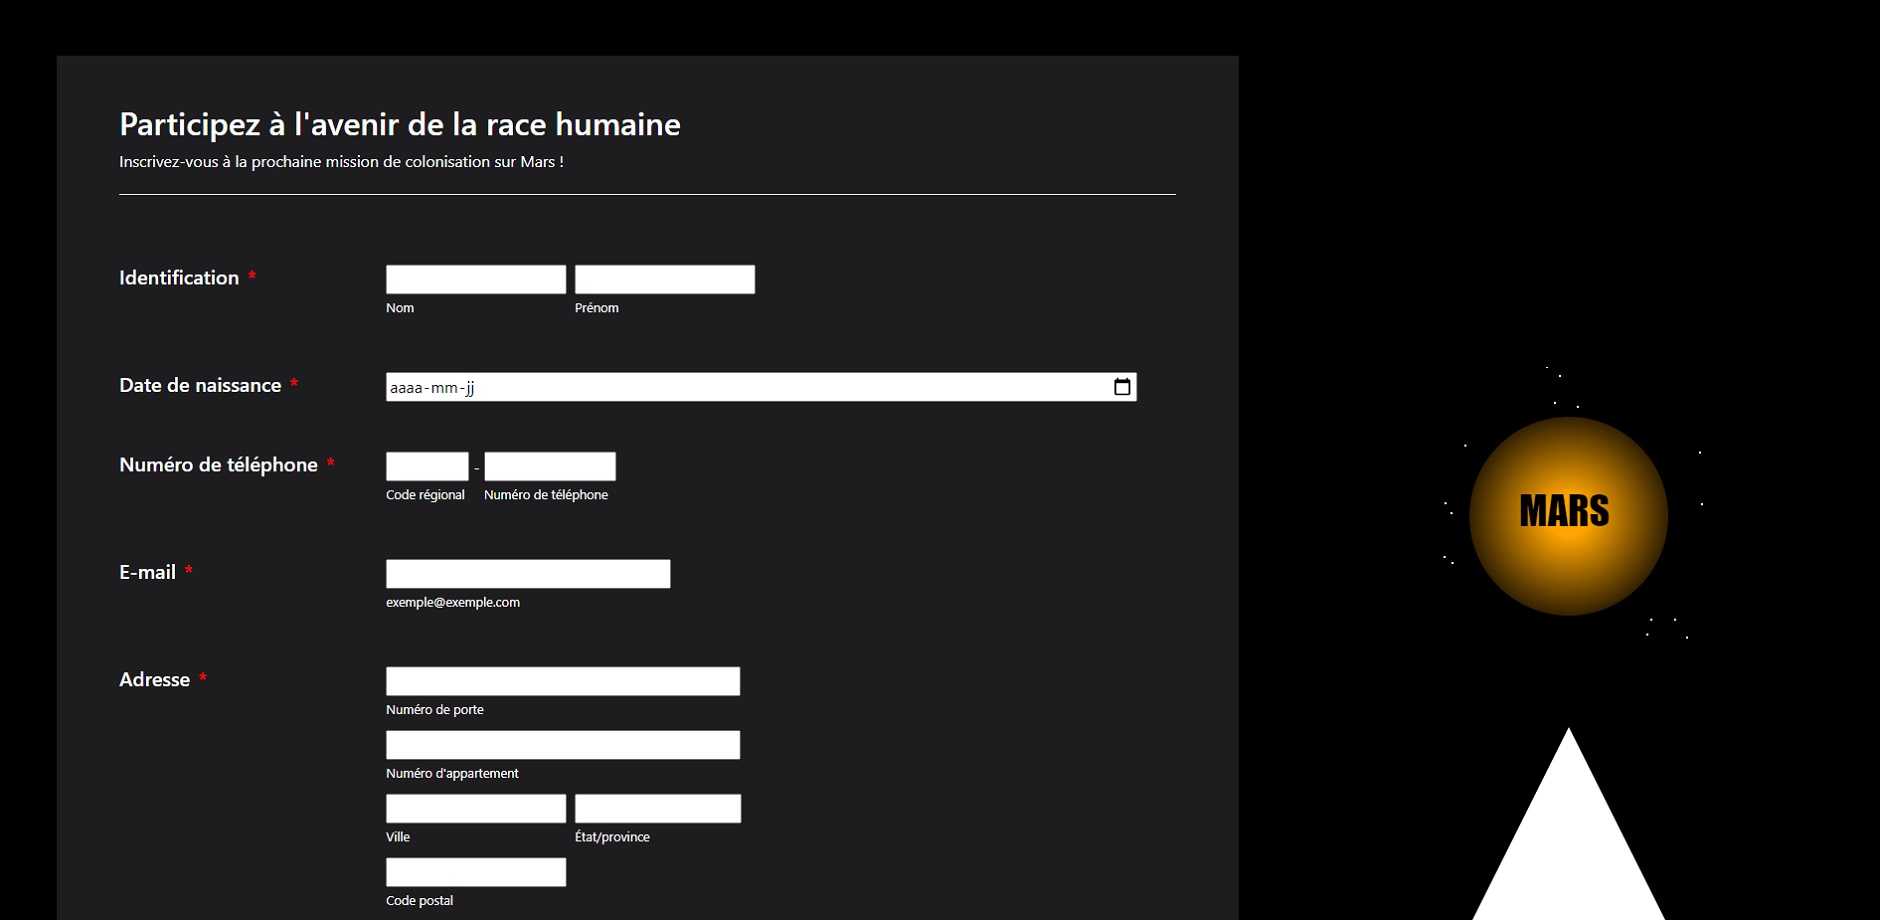 Participez à l'avenir de la race humaine
Inscrivez-vous à la prochaine mission de colonisation sur Mars !
Identification *
Nom Prénom
Date de naissance * aaaa-mm-jj
Numéro de téléphone * -
Code régional Numéro de téléphone
MARS
E-mail *
exemple@exemple.com
Adresse *
Numéro de porte
Numéro d'appartement
Ville État/province
Code postal